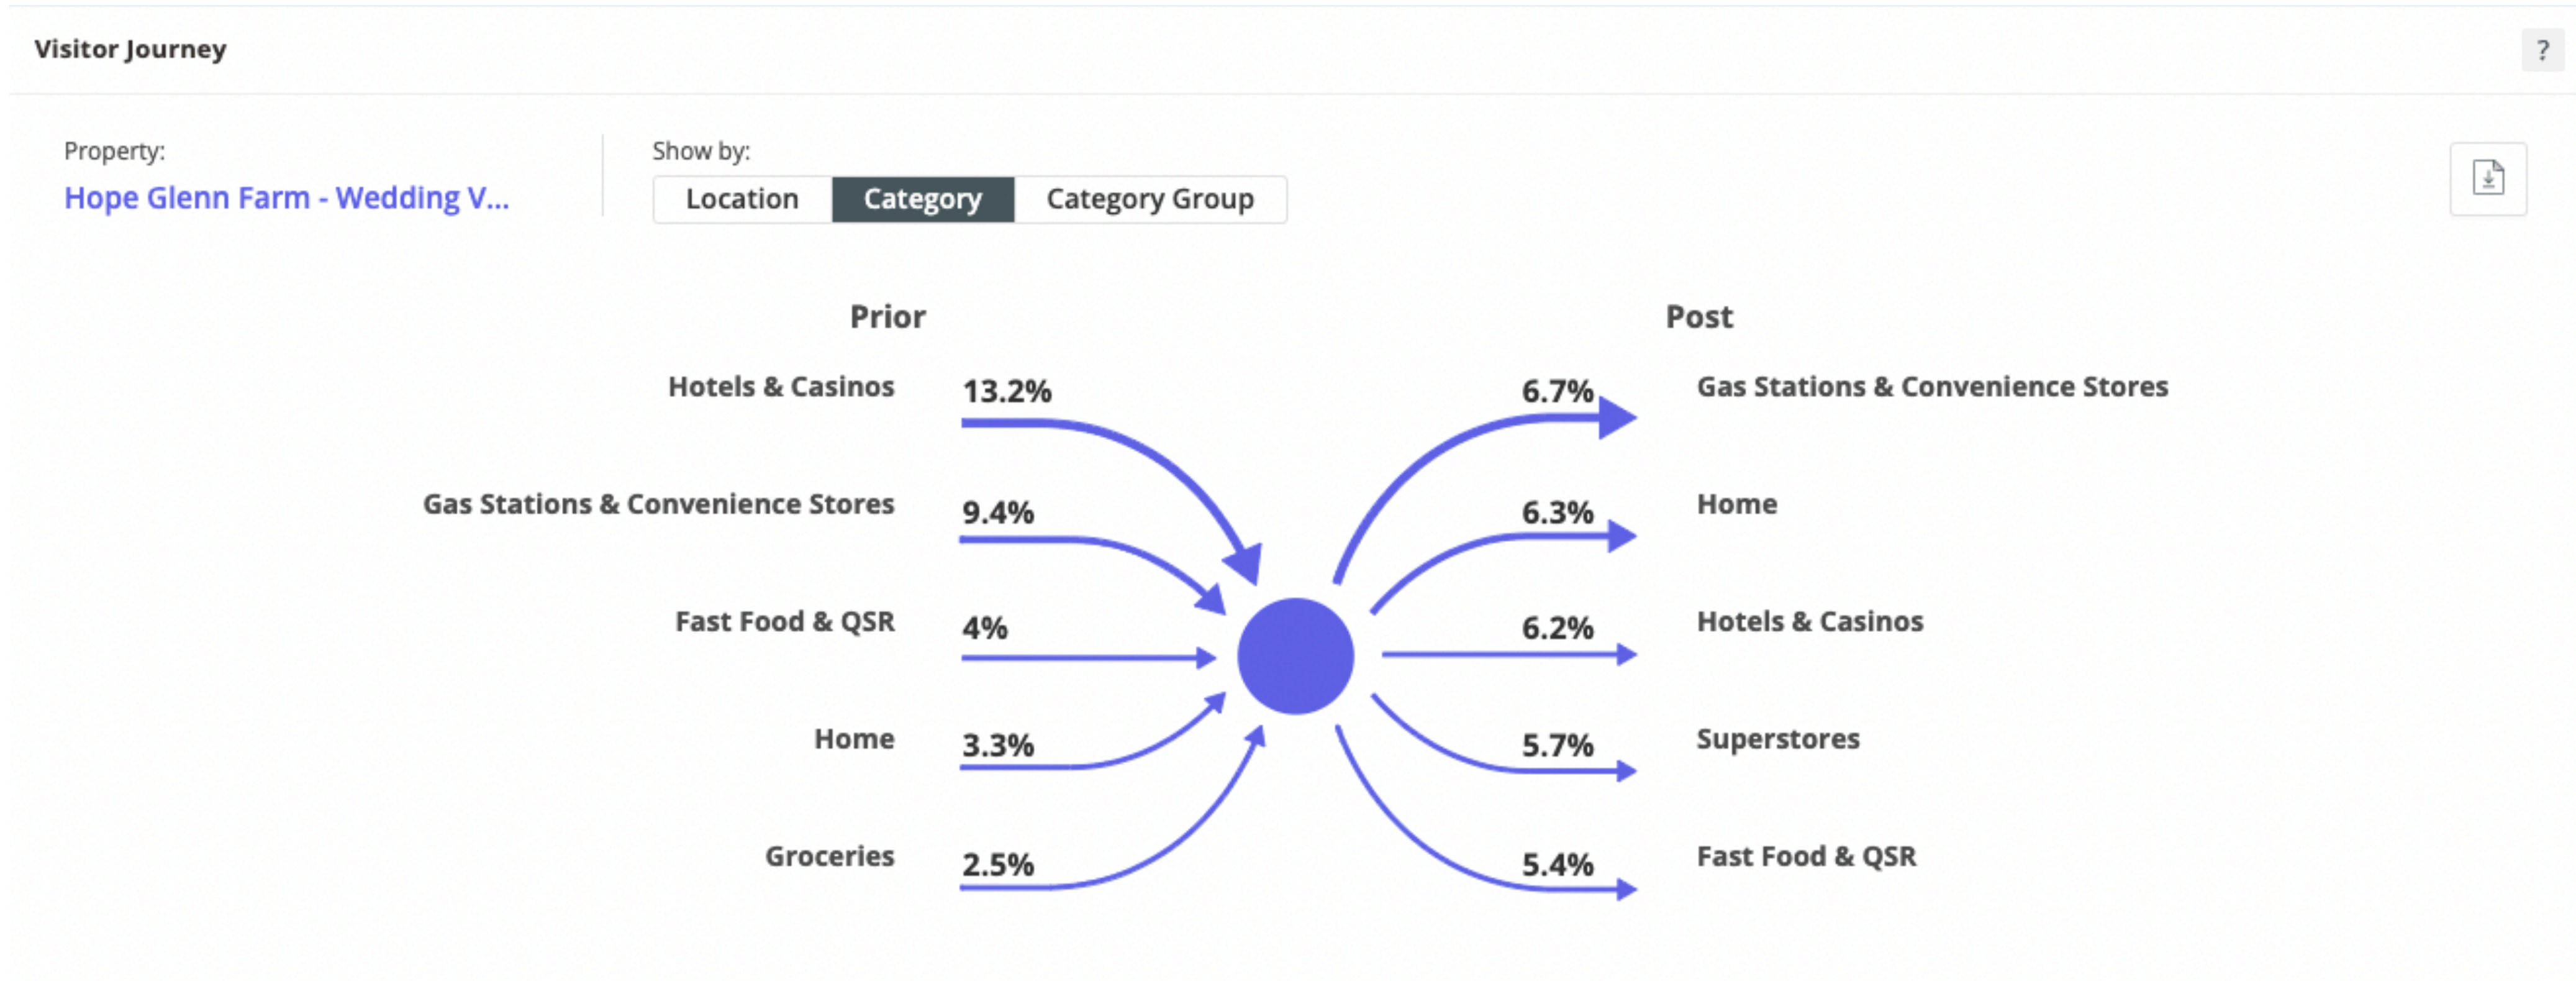 Visitor Journey
?
Property:
Hope Glenn Farm - Wedding V...
Show by:
Location Category Category Group
Prior
Hotels & Casinos 13.2%
Gas Stations & Convenience Stores 9.4%
Fast Food & QSR 4%
Home 3.3%
Groceries 2.5%
Post
6.7% Gas Stations & Convenience Stores
6.3% Home
6.2% Hotels & Casinos
5.7% Superstores
5.4% Fast Food & QSR